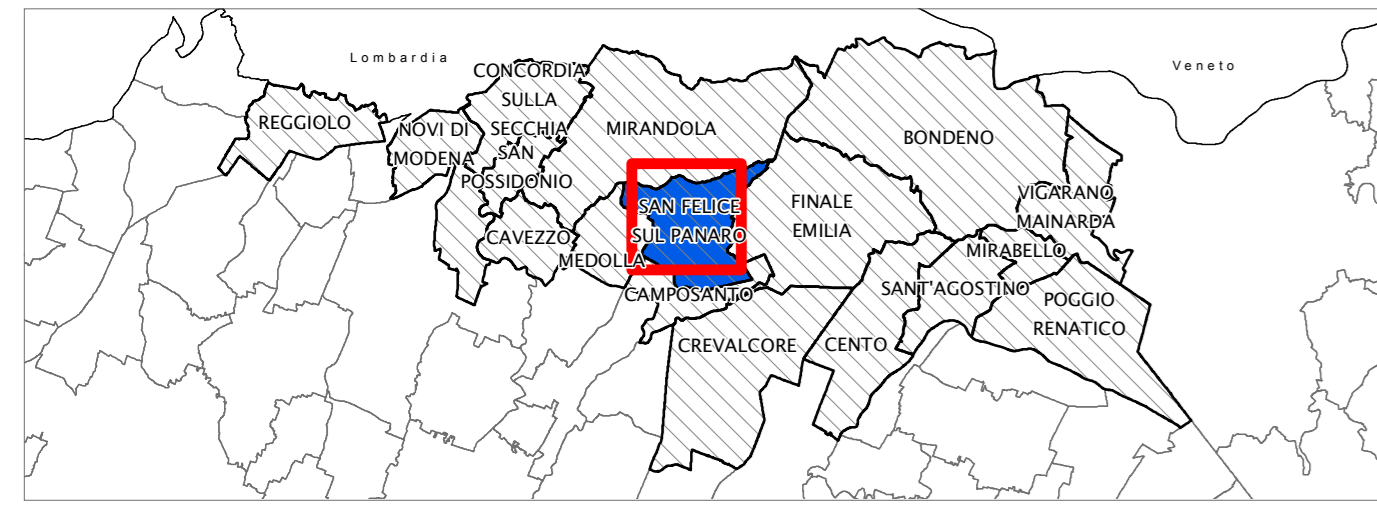 Lombardia
Veneto
CONCORDIA
SULLA
SECCHIA
REGGIOLO
NOVI DI
MODENA
MIRANDOLA
BONDENO
SAN
POSSIDONIO
SAN FELICE
SUL PANARO
FINALE
EMILIA
VIGARANO
MAINARDA
CAVEZZO
MEDOLLA
MIRABELLO
CAMPOSANTO
SANT'AGOSTINO
POGGIO
RENATICO
CREVALCORE
CENTO